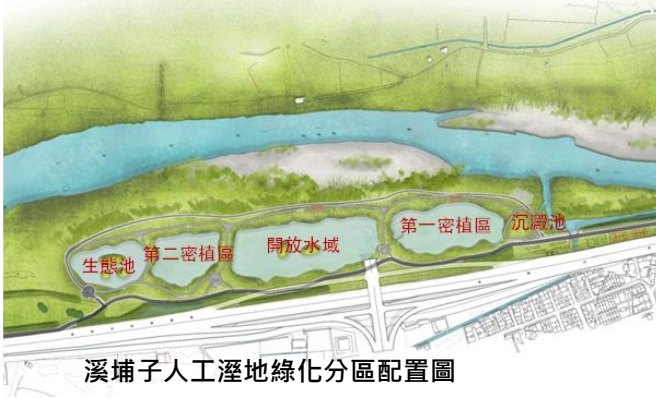 沉澱池
第一密植區
開放水域
第二密植區
生態池
溪埔子人工溼地綠化分區配置圖